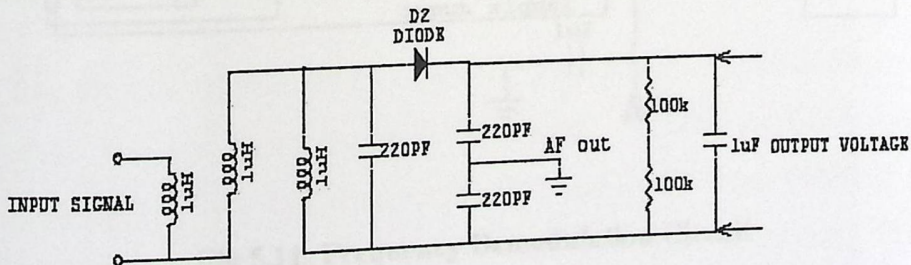 D2
DIODE
1uH
1uH
1uH
220PF
220PF
220PF
AF out
100k
100k
1uF OUTPUT VOLTAGE
INPUT SIGNAL